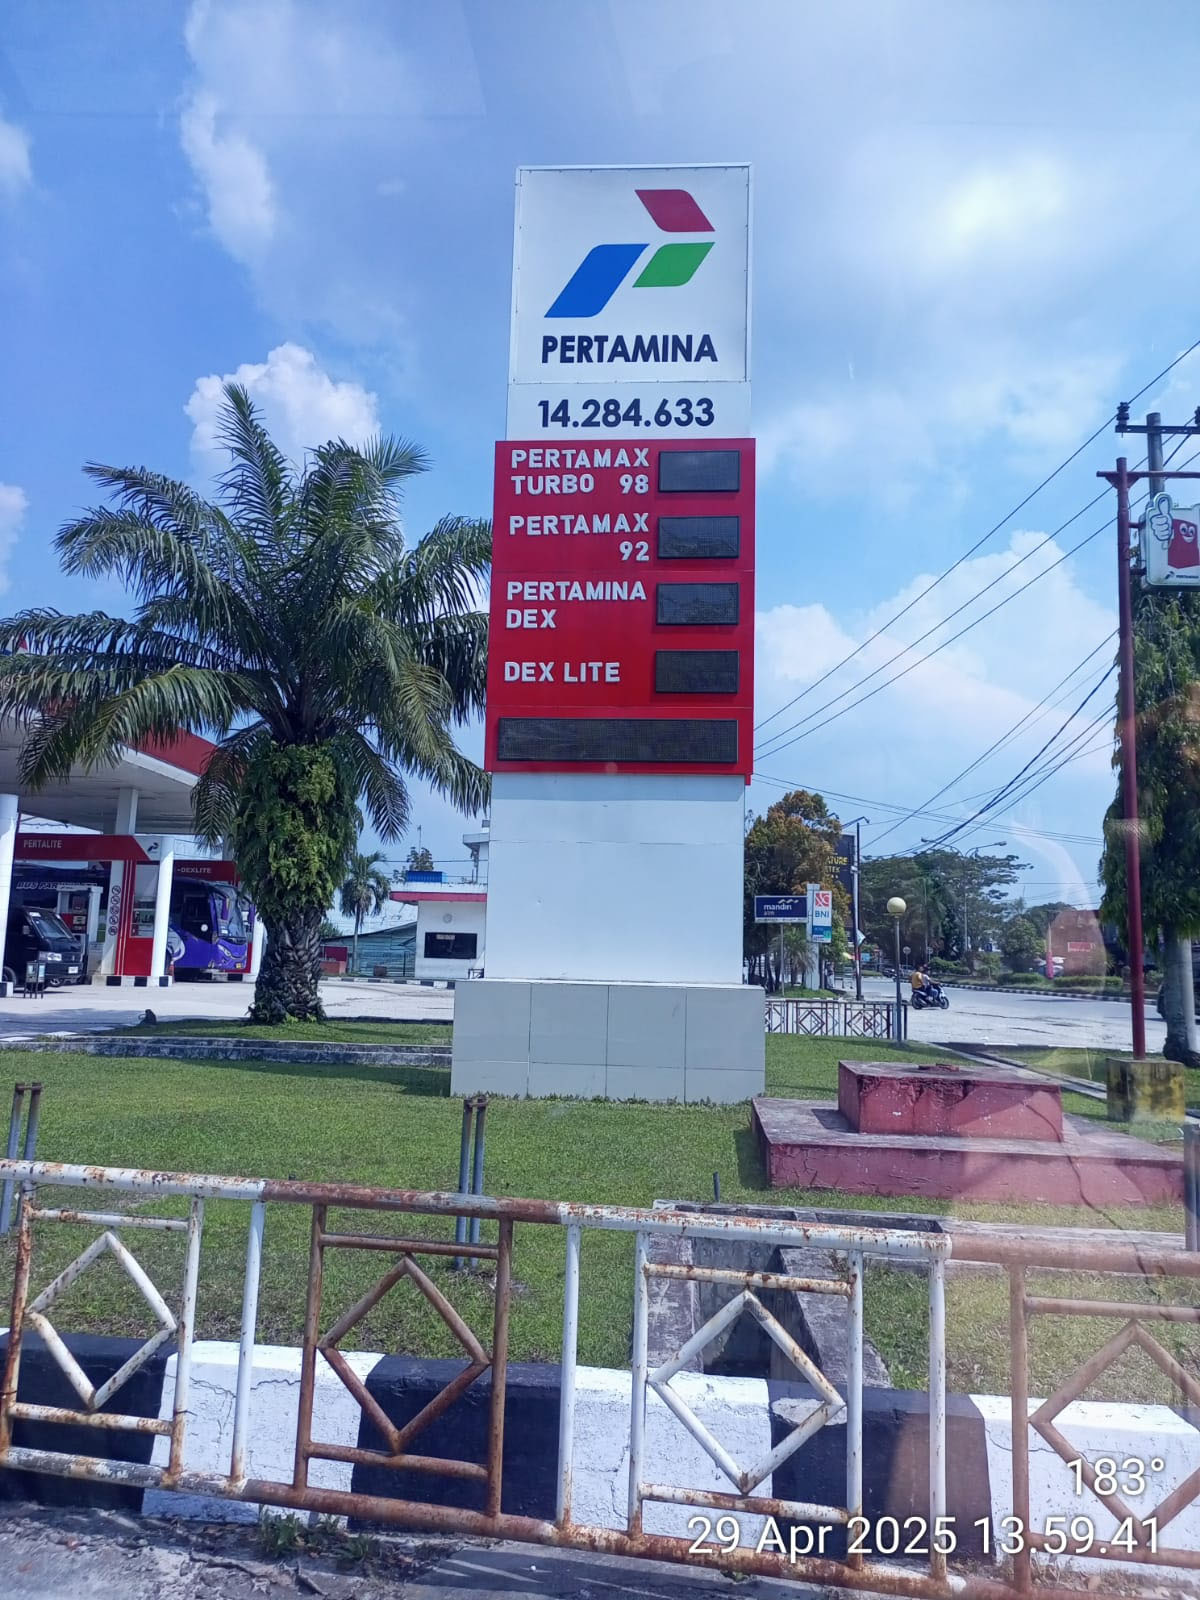 PERTAMINA
14.284.633
PERTAMAX
TURBO 98
PERTAMAX
92
PERTAMINA
DEX
DEX LITE
PERTALITE
-DEXLITE
mandiri
BNI
183°
29 Apr 2025 13.59.41